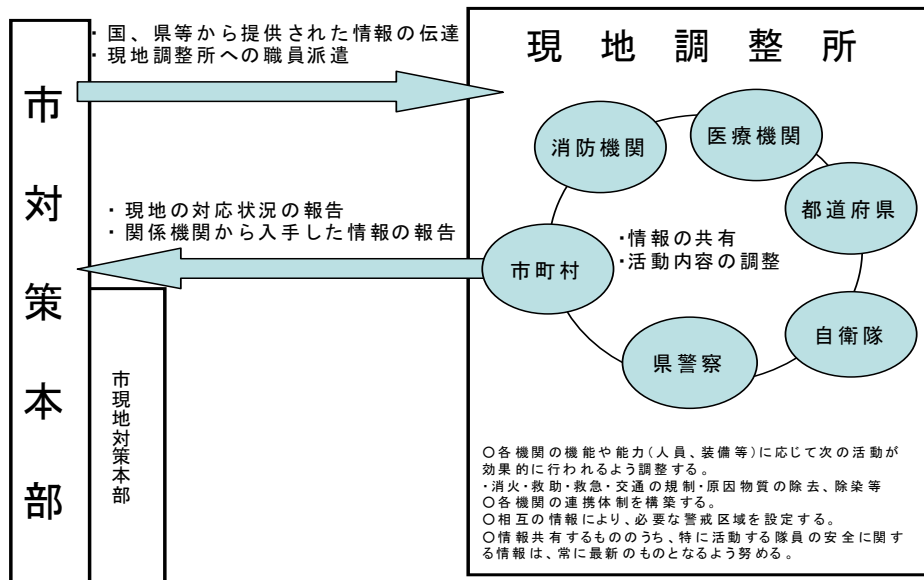 ・国、県等から提供された情報の伝達
・現地調整所への職員派遣
市対策本部
・現地の対応状況の報告
・関係機関から入手した情報の報告
市現地対策本部
現地調整所
消防機関
医療機関
都道府県
・情報の共有
・活動内容の調整
市町村
自衛隊
県警察
○各機関の機能や能力(人員、装備等)に応じて次の活動が
効果的に行われるよう調整する。
・消火・救助・救急・交通の規制・原因物質の除去、除染等
○各機関の連携体制を構築する。
○相互の情報により、必要な警戒区域を設定する。
○情報共有するもののうち、特に活動する隊員の安全に関す
る情報は、常に最新のものとなるよう努める。